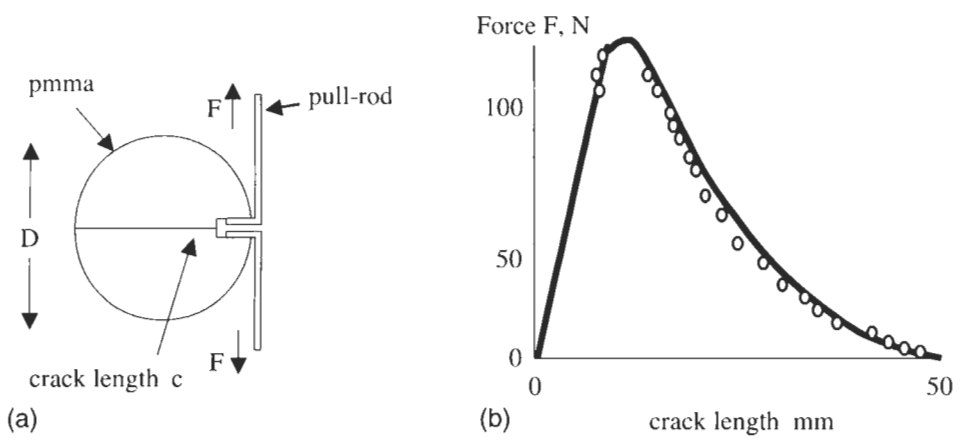 pmma
F
pull-rod
D
F
crack length c
(a)
Force F, N
100
50
0
0
50
crack length mm
(b)